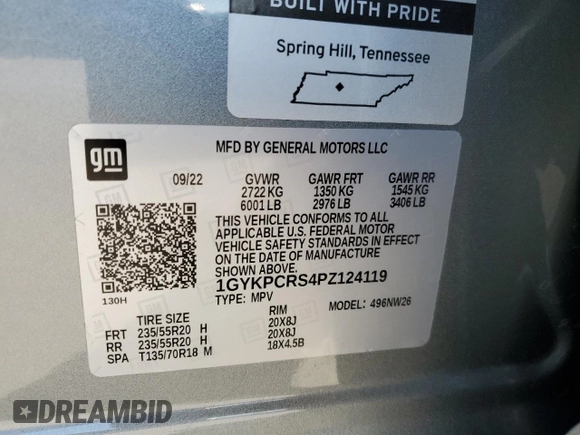 BUILT WITH PRIDE
Spring Hill, Tennessee
gm
MFD BY GENERAL MOTORS LLC
09/22 GVWR GAWR FRT GAWR RR
2722 KG 1350 KG 1545 KG
6001 LB 2976 LB 3406 LB
THIS VEHICLE CONFORMS TO ALL
APPLICABLE U.S. FEDERAL MOTOR
VEHICLE SAFETY STANDARDS IN EFFECT
ON THE DATE OF MANUFACTURE
SHOWN ABOVE.
130H
1GYKPCRS4PZ124119
TYPE: MPV MODEL: 496NW26
TIRE SIZE RIM
FRT 235/55R20 H 20X8J
RR 235/55R20 H 20X8J
SPA T135/70R18 M 18X4.5B
DREAMBID